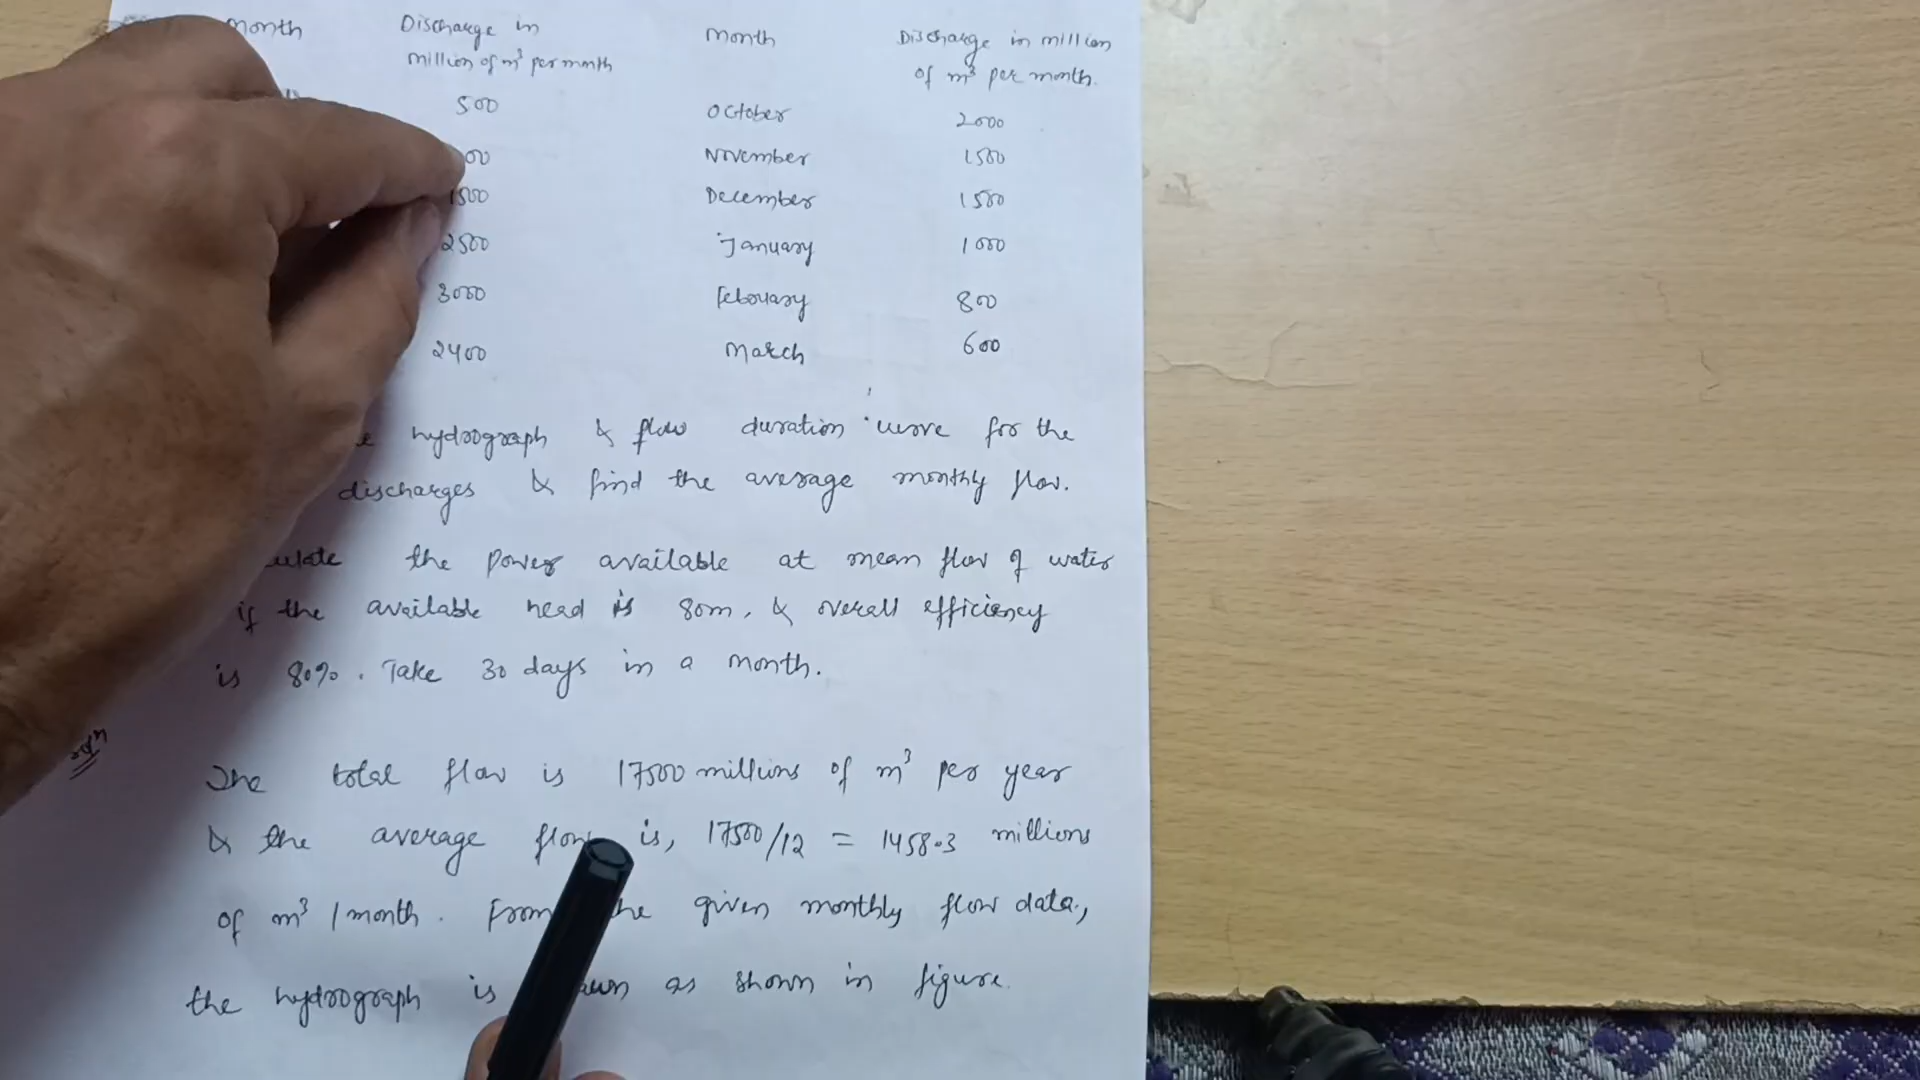 Month Discharge in Month Discharge in million
million of m³ per month of m³ per month.
500 October 2000
00 November 1500
1500 December 1500
2500 January 1000
3000 February 800
2400 March 600
hydrograph & flow duration curve for the
discharges & find the average monthly flow.
the power available at mean flow of water
if the available head is 80m, & overall efficiency
is 80%. Take 30 days in a month.
Soln
The total flow is 17500 millions of m³ per year
& the average flow is, 17500/12 = 1458.3 millions
of m³ /month. From the given monthly flow data,
the hydrograph is as shown in figure.